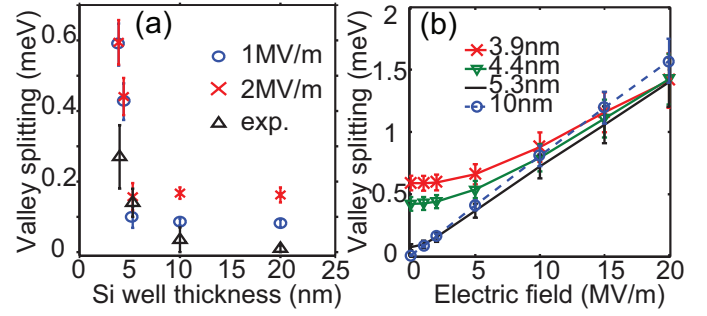 (a)
1MV/m
2MV/m
exp.
Valley splitting (meV)
0.6
0.4
0.2
0
0 5 10 15 20 25
Si well thickness (nm)
(b)
3.9nm
4.4nm
5.3nm
10nm
Valley splitting (meV)
2
1.5
1
0.5
0
0 5 10 15 20
Electric field (MV/m)